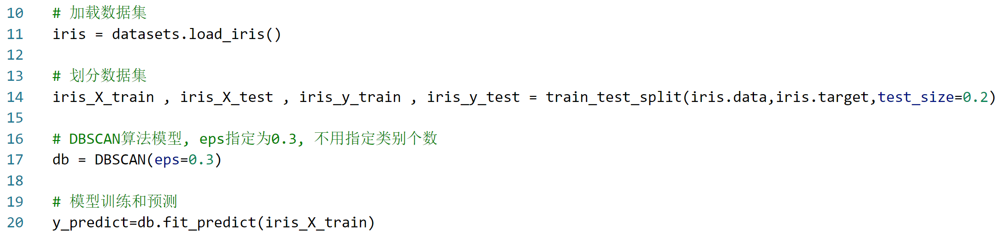 10 # 加载数据集
11 iris = datasets.load_iris()
12
13 # 划分数据集
14 iris_X_train , iris_X_test , iris_y_train , iris_y_test = train_test_split(iris.data,iris.target,test_size=0.2)
15
16 # DBSCAN算法模型, eps指定为0.3, 不用指定类别个数
17 db = DBSCAN(eps=0.3)
18
19 # 模型训练和预测
20 y_predict=db.fit_predict(iris_X_train)